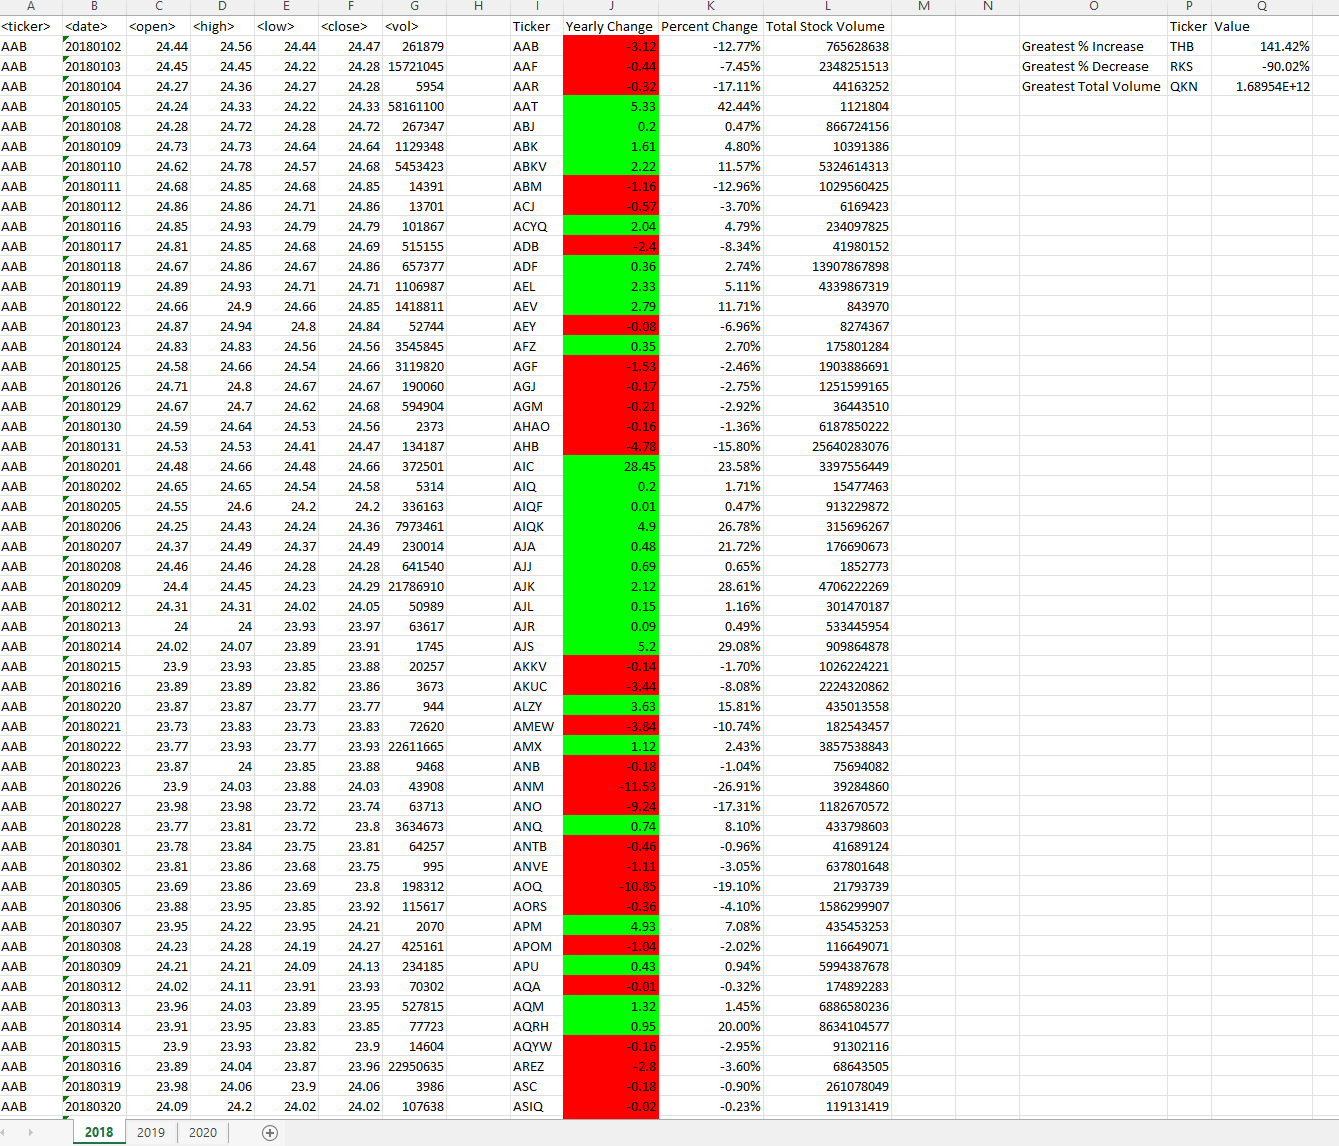 A B C D E F G H I J K L M N O P Q
<ticker> <date> <open> <high> <low> <close> <vol> Ticker Yearly Change Percent Change Total Stock Volume Ticker Value
AAB 20180102 24.44 24.56 24.44 24.47 261879 AAB -3.12 -12.77% 765628638 Greatest % Increase THB 141.42%
AAB 20180103 24.45 24.45 24.22 24.28 15721045 AAF -0.44 -7.45% 2348251513 Greatest % Decrease RKS -90.02%
AAB 20180104 24.27 24.36 24.27 24.28 5954 AAR -0.32 -17.11% 44163252 Greatest Total Volume QKN 1.68954E+12
AAB 20180105 24.24 24.33 24.22 24.33 58161100 AAT 5.33 42.44% 1121804
AAB 20180108 24.28 24.72 24.28 24.72 267347 ABJ 0.2 0.47% 866724156
AAB 20180109 24.73 24.73 24.64 24.64 1129348 ABK 1.61 4.80% 10391386
AAB 20180110 24.62 24.78 24.57 24.68 5453423 ABKV 2.22 11.57% 5324614313
AAB 20180111 24.68 24.85 24.68 24.85 14391 ABM -1.16 -12.96% 1029560425
AAB 20180112 24.86 24.86 24.71 24.86 13701 ACJ -0.57 -3.70% 6169423
AAB 20180116 24.85 24.93 24.79 24.79 101867 ACYQ 2.04 4.79% 234097825
AAB 20180117 24.81 24.85 24.68 24.69 515155 ADB -2.4 -8.34% 41980152
AAB 20180118 24.67 24.86 24.67 24.86 657377 ADF 0.36 2.74% 13907867898
AAB 20180119 24.89 24.93 24.71 24.71 1106987 AEL 2.33 5.11% 4339867319
AAB 20180122 24.66 24.9 24.66 24.85 1418811 AEV 2.79 11.71% 843970
AAB 20180123 24.87 24.94 24.8 24.84 52744 AEY -0.08 -6.96% 8274367
AAB 20180124 24.83 24.83 24.56 24.56 3545845 AFZ 0.35 2.70% 175801284
AAB 20180125 24.58 24.66 24.54 24.66 3119820 AGF -1.53 -2.46% 1903886691
AAB 20180126 24.71 24.8 24.67 24.67 190060 AGJ -0.17 -2.75% 1251599165
AAB 20180129 24.67 24.7 24.62 24.68 594904 AGM -0.21 -2.92% 36443510
AAB 20180130 24.59 24.64 24.53 24.56 2373 AHAO -0.16 -1.36% 6187850222
AAB 20180131 24.53 24.53 24.41 24.47 134187 AHB -4.78 -15.80% 25640283076
AAB 20180201 24.48 24.66 24.48 24.66 372501 AIC 28.45 23.58% 3397556449
AAB 20180202 24.65 24.65 24.54 24.58 5314 AIQ 0.2 1.71% 15477463
AAB 20180205 24.55 24.6 24.2 24.2 336163 AIQF 0.01 0.47% 913229872
AAB 20180206 24.25 24.43 24.24 24.36 7973461 AIQK 4.9 26.78% 315696267
AAB 20180207 24.37 24.49 24.37 24.49 230014 AJA 0.48 21.72% 176690673
AAB 20180208 24.46 24.46 24.28 24.28 641540 AJJ 0.69 0.65% 1852773
AAB 20180209 24.4 24.45 24.23 24.29 21786910 AJK 2.12 28.61% 4706222269
AAB 20180212 24.31 24.31 24.02 24.05 50989 AJL 0.15 1.16% 301470187
AAB 20180213 24 24 23.93 23.97 63617 AJR 0.09 0.49% 533445954
AAB 20180214 24.02 24.07 23.89 23.91 1745 AJS 5.2 29.08% 909864878
AAB 20180215 23.9 23.93 23.85 23.88 20257 AKKV -0.14 -1.70% 1026224221
AAB 20180216 23.89 23.89 23.82 23.86 3673 AKUC -3.44 -8.08% 2224320862
AAB 20180220 23.87 23.87 23.77 23.77 944 ALZY 3.63 15.81% 435013558
AAB 20180221 23.73 23.83 23.73 23.83 72620 AMEW -3.84 -10.74% 182543457
AAB 20180222 23.77 23.93 23.77 23.93 22611665 AMX 1.12 2.43% 3857538843
AAB 20180223 23.87 24 23.85 23.88 9468 ANB -0.18 -1.04% 75694082
AAB 20180226 23.9 24.03 23.88 24.03 43908 ANM -11.53 -26.91% 39284860
AAB 20180227 23.98 23.98 23.72 23.74 63713 ANO -9.24 -17.31% 1182670572
AAB 20180228 23.77 23.81 23.72 23.8 3634673 ANQ 0.74 8.10% 433798603
AAB 20180301 23.78 23.84 23.75 23.81 64257 ANTB -0.46 -0.96% 41689124
AAB 20180302 23.81 23.86 23.68 23.75 995 ANVE -1.11 -3.05% 637801648
AAB 20180305 23.69 23.86 23.69 23.8 198312 AOQ -10.85 -19.10% 21793739
AAB 20180306 23.88 23.95 23.85 23.92 115617 AORS -0.36 -4.10% 1586299907
AAB 20180307 23.95 24.22 23.95 24.21 2070 APM 4.93 7.08% 435453253
AAB 20180308 24.23 24.28 24.19 24.27 425161 APOM -1.04 -2.02% 116649071
AAB 20180309 24.21 24.21 24.09 24.13 234185 APU 0.43 0.94% 5994387678
AAB 20180312 24.02 24.11 23.91 23.93 70302 AQA -0.01 -0.32% 174892283
AAB 20180313 23.96 24.03 23.89 23.95 527815 AQM 1.32 1.45% 6886580236
AAB 20180314 23.91 23.95 23.83 23.85 77723 AQRH 0.95 20.00% 8634104577
AAB 20180315 23.9 23.93 23.82 23.9 14604 AQYW -0.16 -2.95% 91302116
AAB 20180316 23.89 24.04 23.87 23.96 22950635 AREZ -2.8 -3.60% 68643505
AAB 20180319 23.98 24.06 23.9 24.06 3986 ASC -0.18 -0.90% 261078049
AAB 20180320 24.09 24.2 24.02 24.02 107638 ASIQ -0.02 -0.23% 119131419
2018 2019 2020